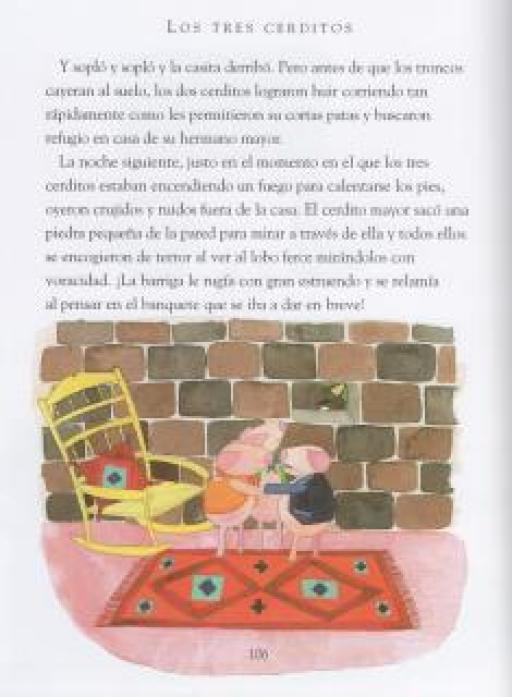 LOS TRES CERDITOS
Y sopló y sopló y la casita derribó. Pero antes de que los troncos
cayeran al suelo, los dos cerditos lograron huir corriendo tan
rápidamente como les permitieron su cortas patas y buscaron
refugio en casa de su hermano mayor.
La noche siguiente, justo en el momento en el que los tres
cerditos estaban encendiendo un fuego para calentarse los pies,
oyeron crujidos y ruidos fuera de la casa. El cerdito mayor sacó una
piedra pequeña de la pared para mirar a través de ella y todos ellos
se encogieron de terror al ver al lobo feroz mirándolos con
voracidad. ¡La barriga le rugía con gran estruendo y se relamía
al pensar en el banquete que se iba a dar en breve!
106